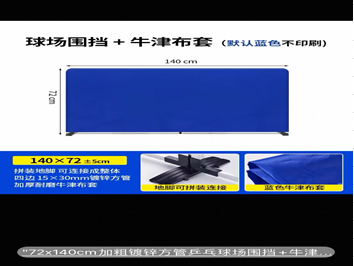 球场围挡+牛津布套 (默认蓝色不印刷)
140 cm
72cm
140×72 ±5cm
拼装地脚 可连接成整体
四边15×30mm镀锌方管
加厚耐磨牛津布套
地脚可拼装连接
蓝色牛津布套
"72x140cm加粗镀锌方管乒乓球场围挡+牛津...